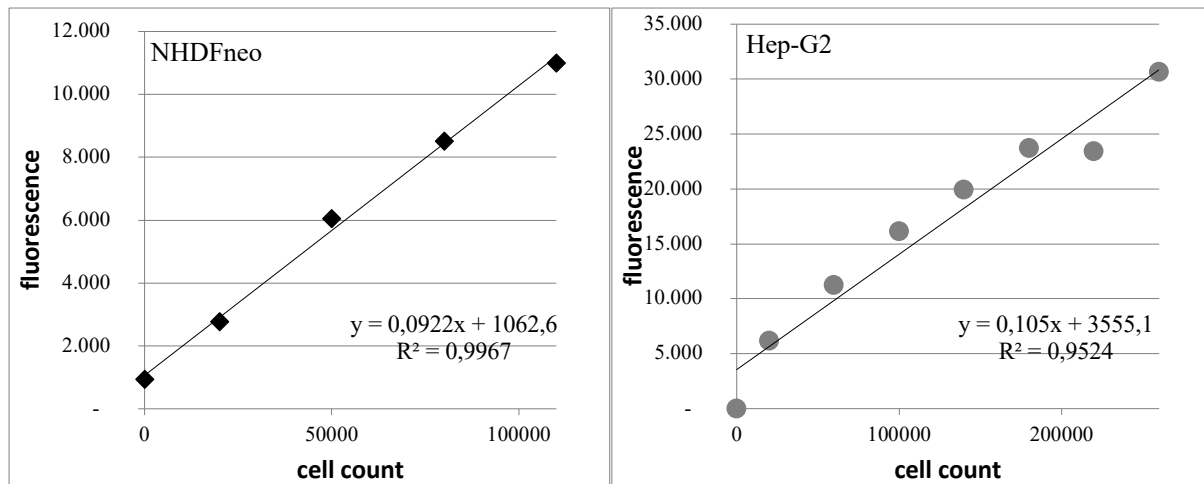 NHDFneo
12.000
10.000
8.000
6.000
4.000
2.000
-
fluorescence
y = 0,0922x + 1062,6
R² = 0,9967
0 50000 100000
cell count
Hep-G2
35.000
30.000
25.000
20.000
15.000
10.000
5.000
-
fluorescence
y = 0,105x + 3555,1
R² = 0,9524
0 100000 200000
cell count